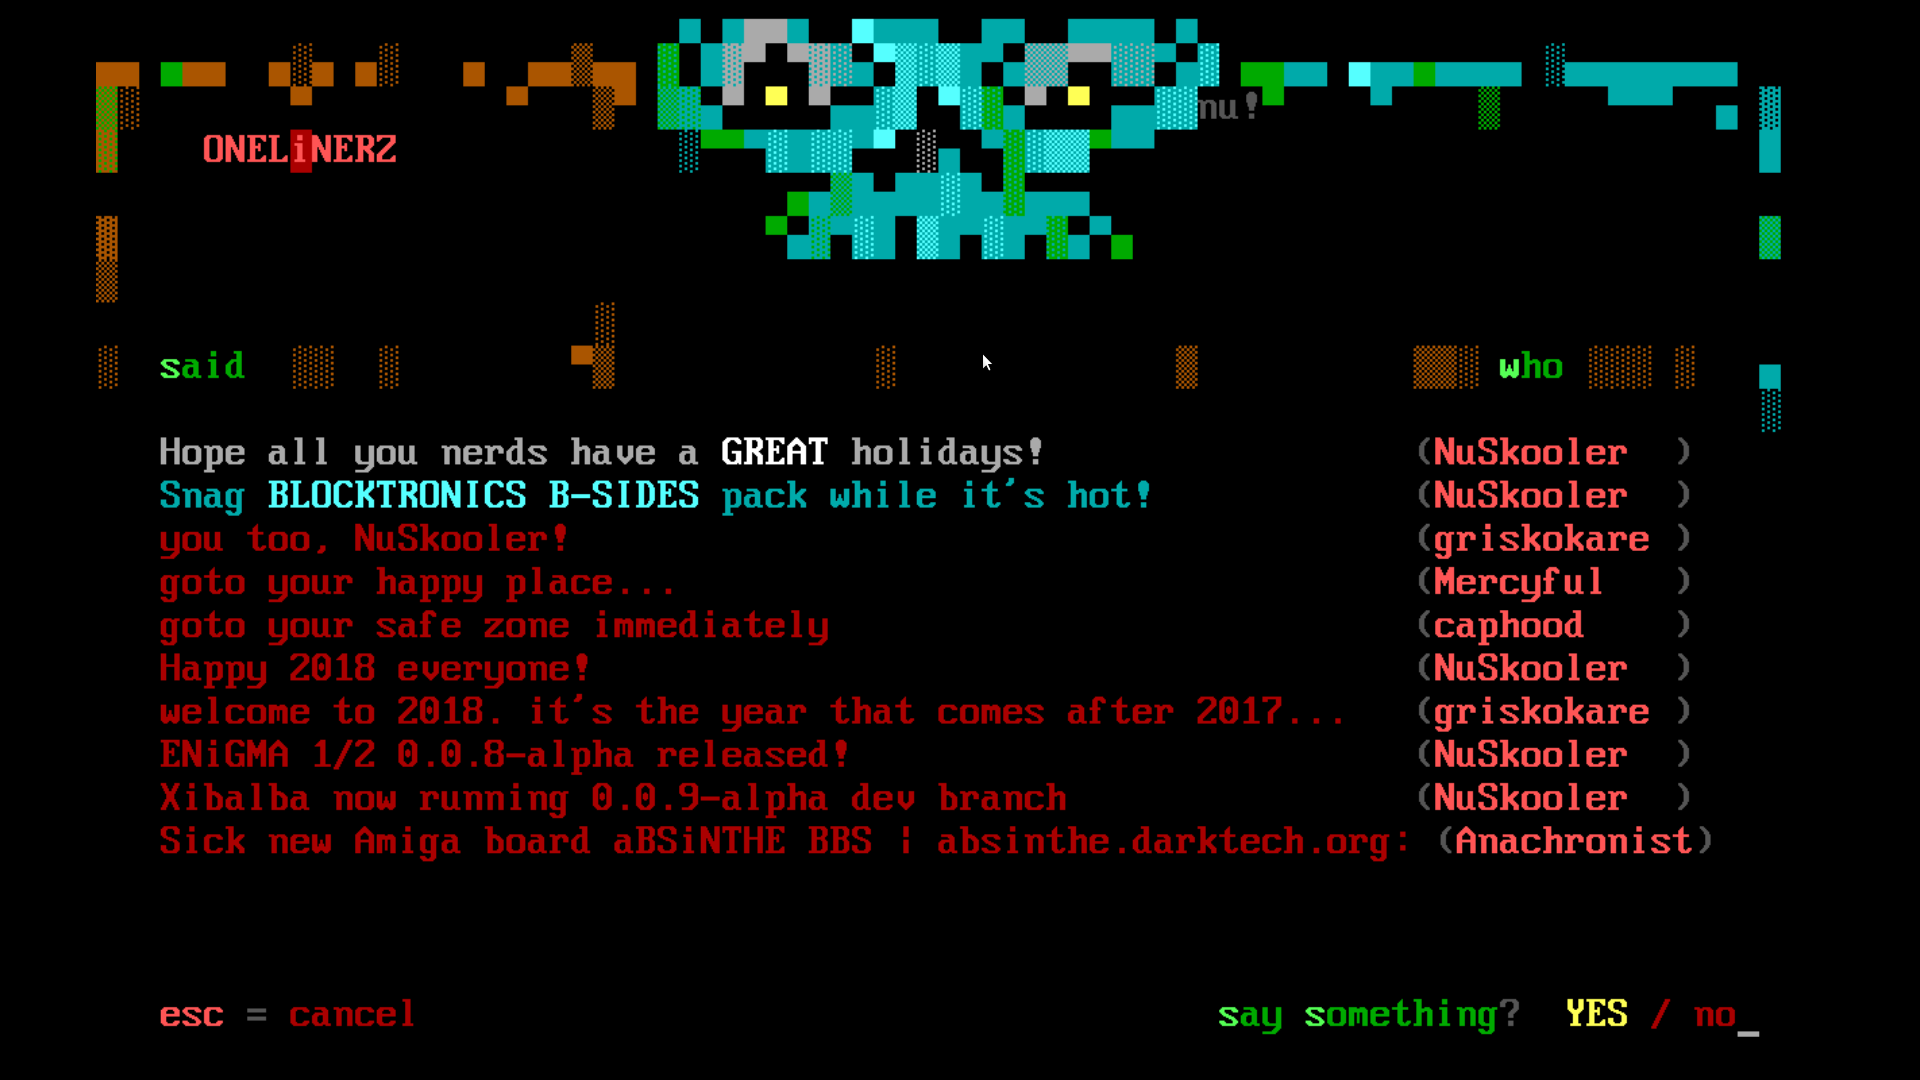 mu!
ONELiNERZ
said who
Hope all you nerds have a GREAT holidays! (NuSkooler )
Snag BLOCKTRONICS B-SIDES pack while it's hot! (NuSkooler )
you too, NuSkooler! (griskokare )
goto your happy place... (Mercyful )
goto your safe zone immediately (caphood )
Happy 2018 everyone! (NuSkooler )
welcome to 2018. it's the year that comes after 2017... (griskokare )
ENiGMA 1/2 0.0.8-alpha released! (NuSkooler )
Xibalba now running 0.0.9-alpha dev branch (NuSkooler )
Sick new Amiga board aBSiNTHE BBS | absinthe.darktech.org: (Anachronist)
esc = cancel say something? YES / no_